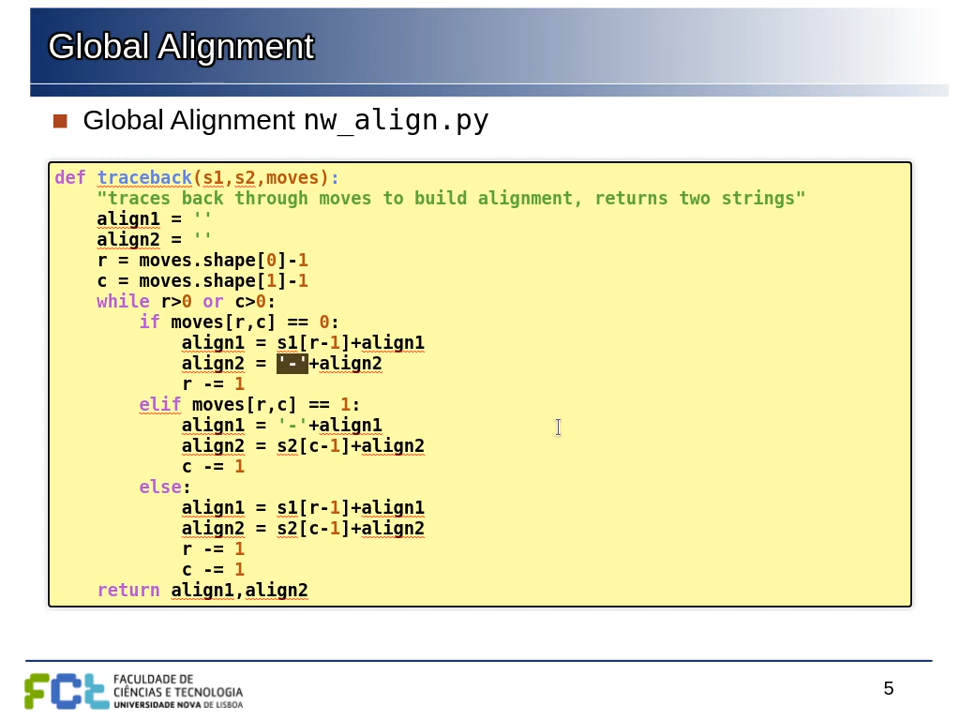 Global Alignment
Global Alignment nw_align.py
def traceback(s1,s2,moves):
    "traces back through moves to build alignment, returns two strings"
    align1 = ''
    align2 = ''
    r = moves.shape[0]-1
    c = moves.shape[1]-1
    while r>0 or c>0:
        if moves[r,c] == 0:
            align1 = s1[r-1]+align1
            align2 = '-'+align2
            r -= 1
        elif moves[r,c] == 1:
            align1 = '-'+align1
            align2 = s2[c-1]+align2
            c -= 1
        else:
            align1 = s1[r-1]+align1
            align2 = s2[c-1]+align2
            r -= 1
            c -= 1
    return align1,align2
FCt
FACULDADE DE
CIÊNCIAS E TECNOLOGIA
UNIVERSIDADE NOVA DE LISBOA
5